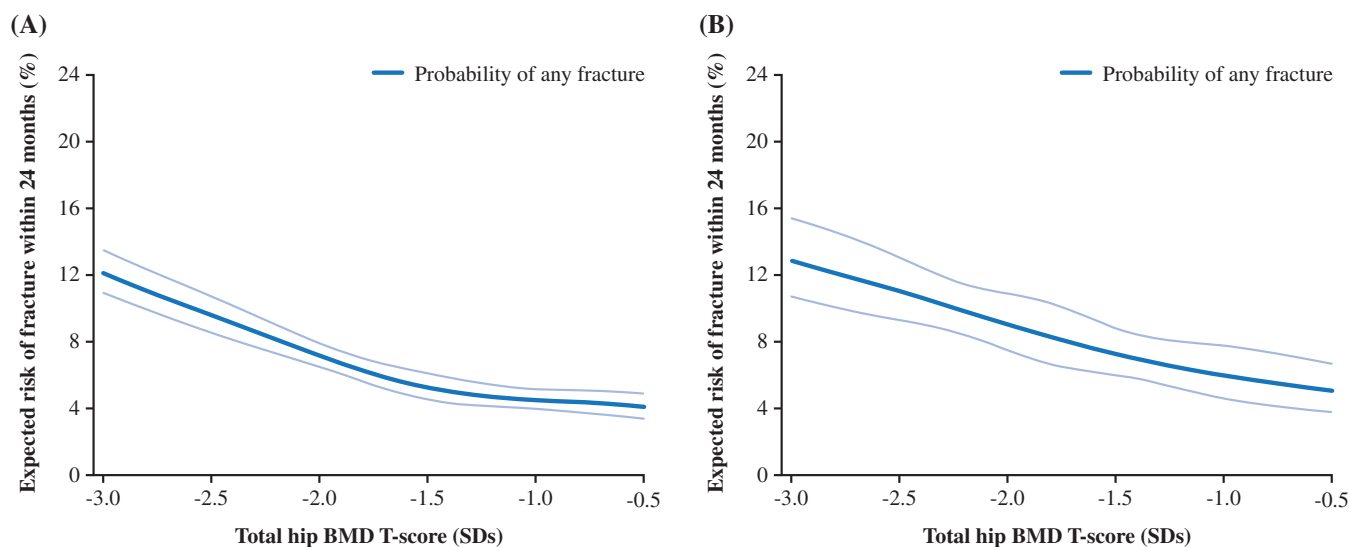 (A)
Expected risk of fracture within 24 months (%)
24
20
16
12
8
4
0
Probability of any fracture
-3.0 -2.5 -2.0 -1.5 -1.0 -0.5
Total hip BMD T-score (SDs)
(B)
Expected risk of fracture within 24 months (%)
24
20
16
12
8
4
0
Probability of any fracture
-3.0 -2.5 -2.0 -1.5 -1.0 -0.5
Total hip BMD T-score (SDs)